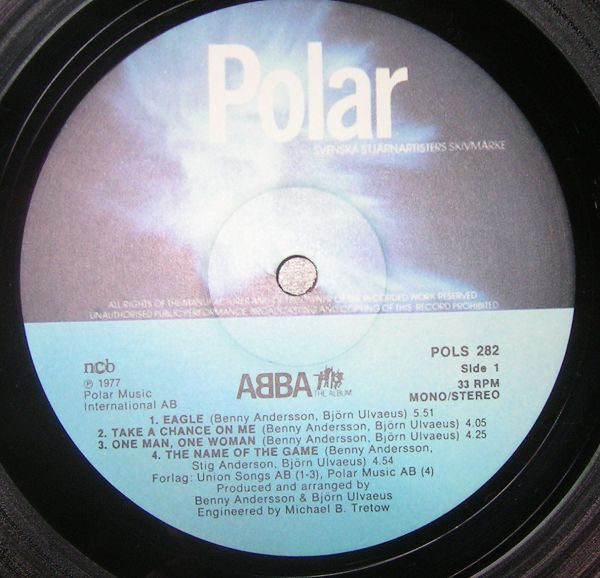 Polar
SVENSKA STJÄRNARTISTERS SKIVMÄRKE
ALL RIGHTS OF THE MANUFACTURER AND OF THE OWNER OF THE RECORDED WORK RESERVED
UNAUTHORISED PUBLIC PERFORMANCE, BROADCASTING AND COPYING OF THIS RECORD PROHIBITED
ncb
℗ 1977
Polar Music
International AB
ABBA THE ALBUM
POLS 282
Side 1
33 RPM
MONO/STEREO
1. EAGLE (Benny Andersson, Björn Ulvaeus) 5.51
2. TAKE A CHANCE ON ME (Benny Andersson, Björn Ulvaeus) 4.05
3. ONE MAN, ONE WOMAN (Benny Andersson, Björn Ulvaeus) 4.25
4. THE NAME OF THE GAME (Benny Andersson,
Stig Anderson, Björn Ulvaeus) 4.54
Forlag: Union Songs AB (1-3), Polar Music AB (4)
Produced and arranged by
Benny Andersson & Björn Ulvaeus
Engineered by Michael B. Tretow